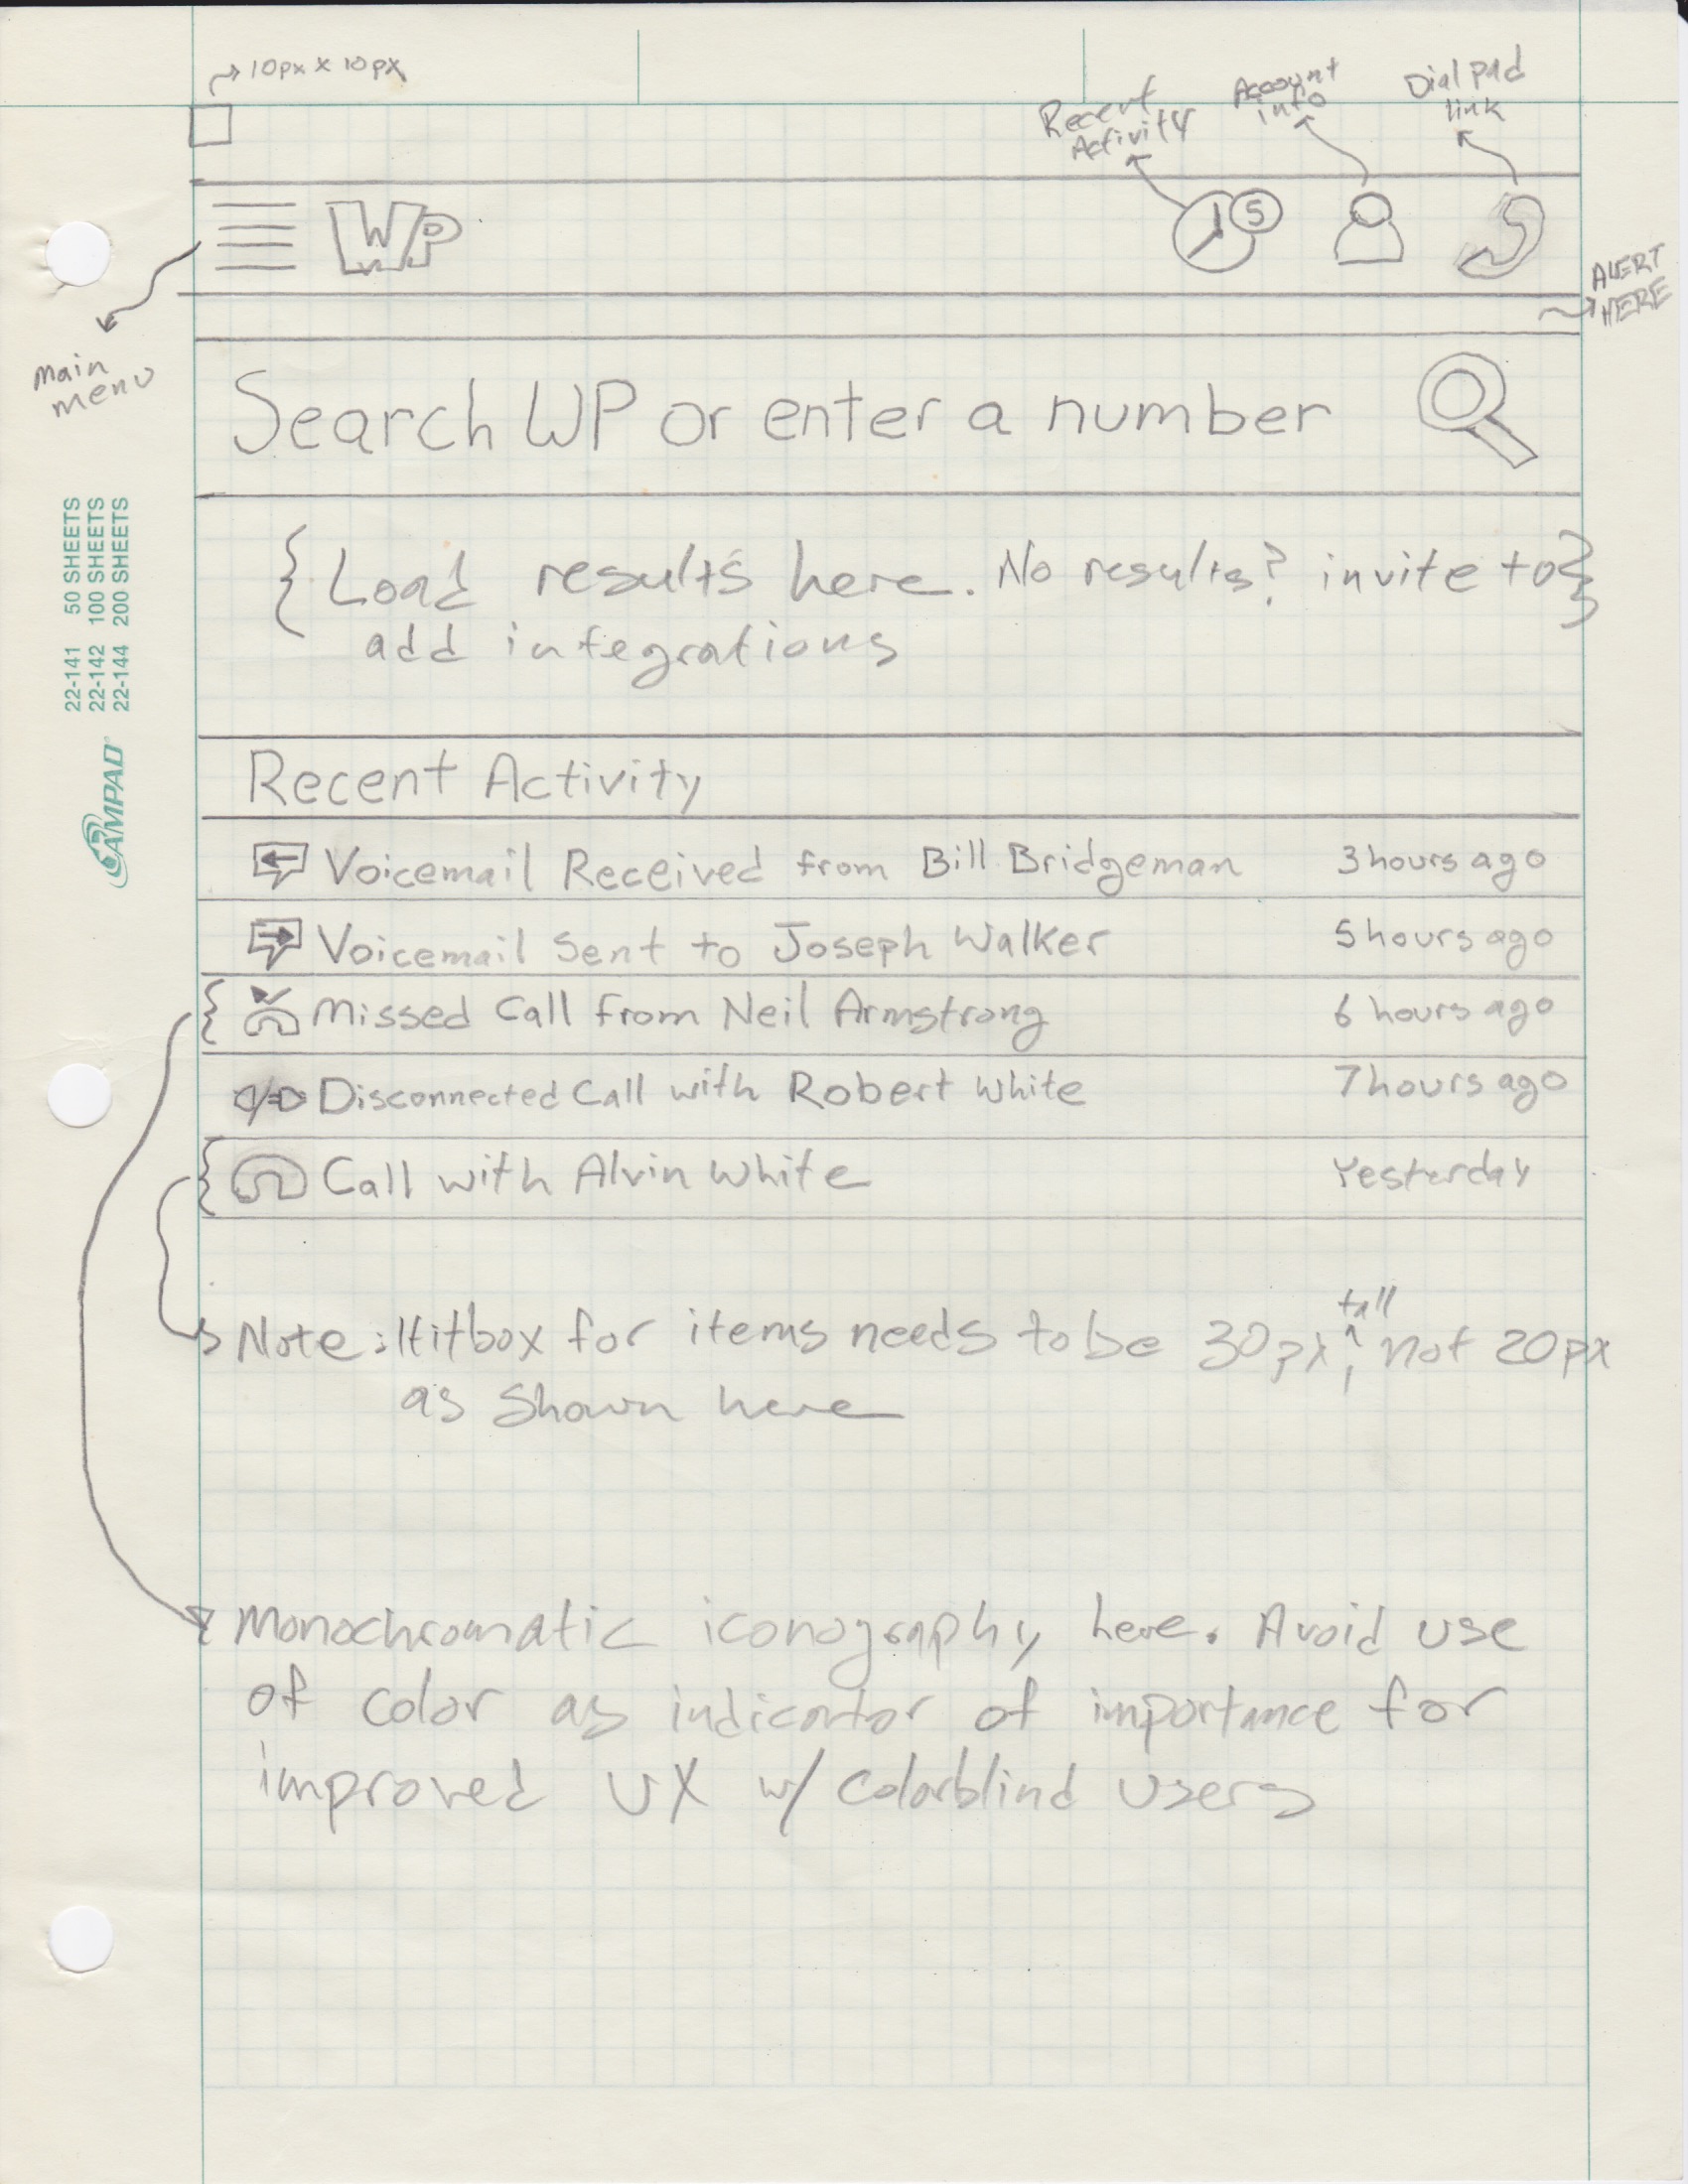 10px x 10px
Recent
Activity
Account
info
Dial pad
link
WP
5
ALERT
HERE
main
menu
Search WP or enter a number
{Load results here. No results? invite to}
add integrations
Recent Activity
Voicemail Received from Bill Bridgeman 3 hours ago
Voicemail Sent to Joseph Walker 5 hours ago
Missed Call from Neil Armstrong 6 hours ago
Disconnected Call with Robert White 7 hours ago
Call with Alvin White Yesterday
tall
Note: Hitbox for items needs to be 30px, not 20px
as shown here
Monochromatic iconography here. Avoid use
of color as indicator of importance for
improved UX w/ colorblind users
22-141 50 SHEETS
22-142 100 SHEETS
22-144 200 SHEETS
AMPAD